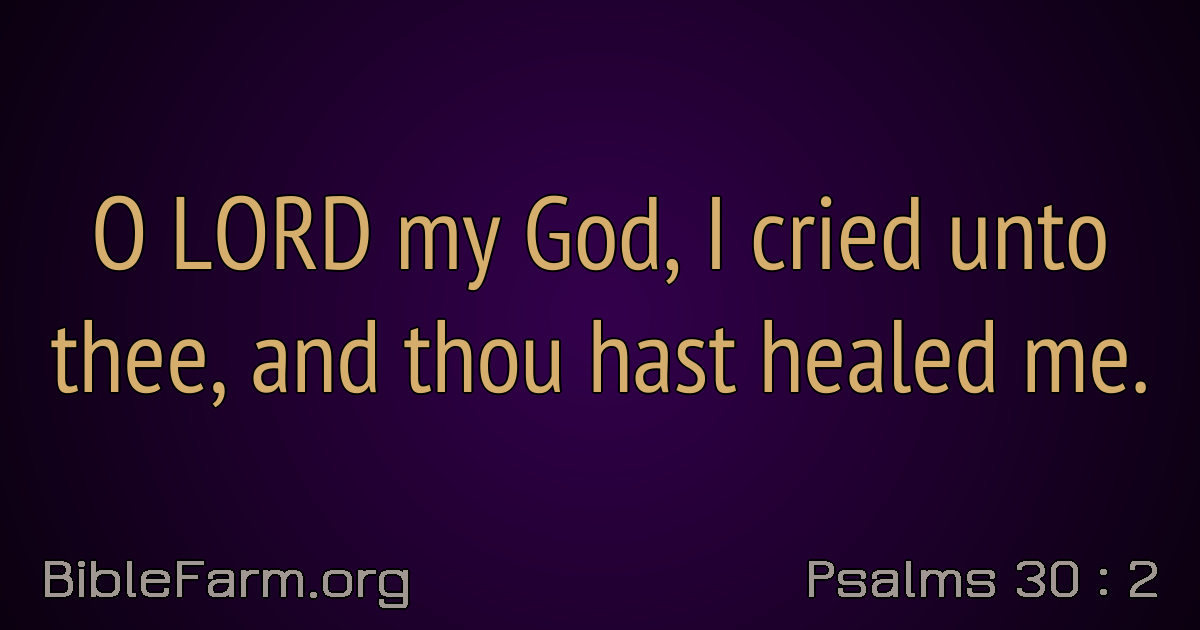 O LORD my God, I cried unto
thee, and thou hast healed me.
BibleFarm.org
Psalms 30 : 2